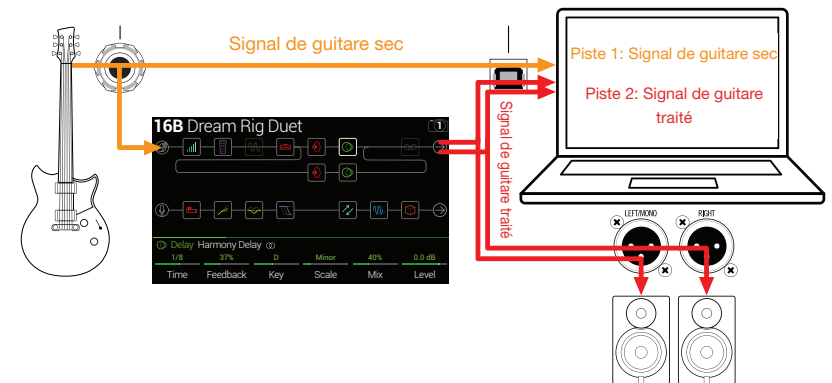 Signal de guitare sec
Piste 1: Signal de guitare sec
Piste 2: Signal de guitare
traité
Signal de guitare traité
16B Dream Rig Duet
1
Delay Harmony Delay
1/8 37% D Minor 40% 0.0 dB
Time Feedback Key Scale Mix Level
LEFT/MONO RIGHT